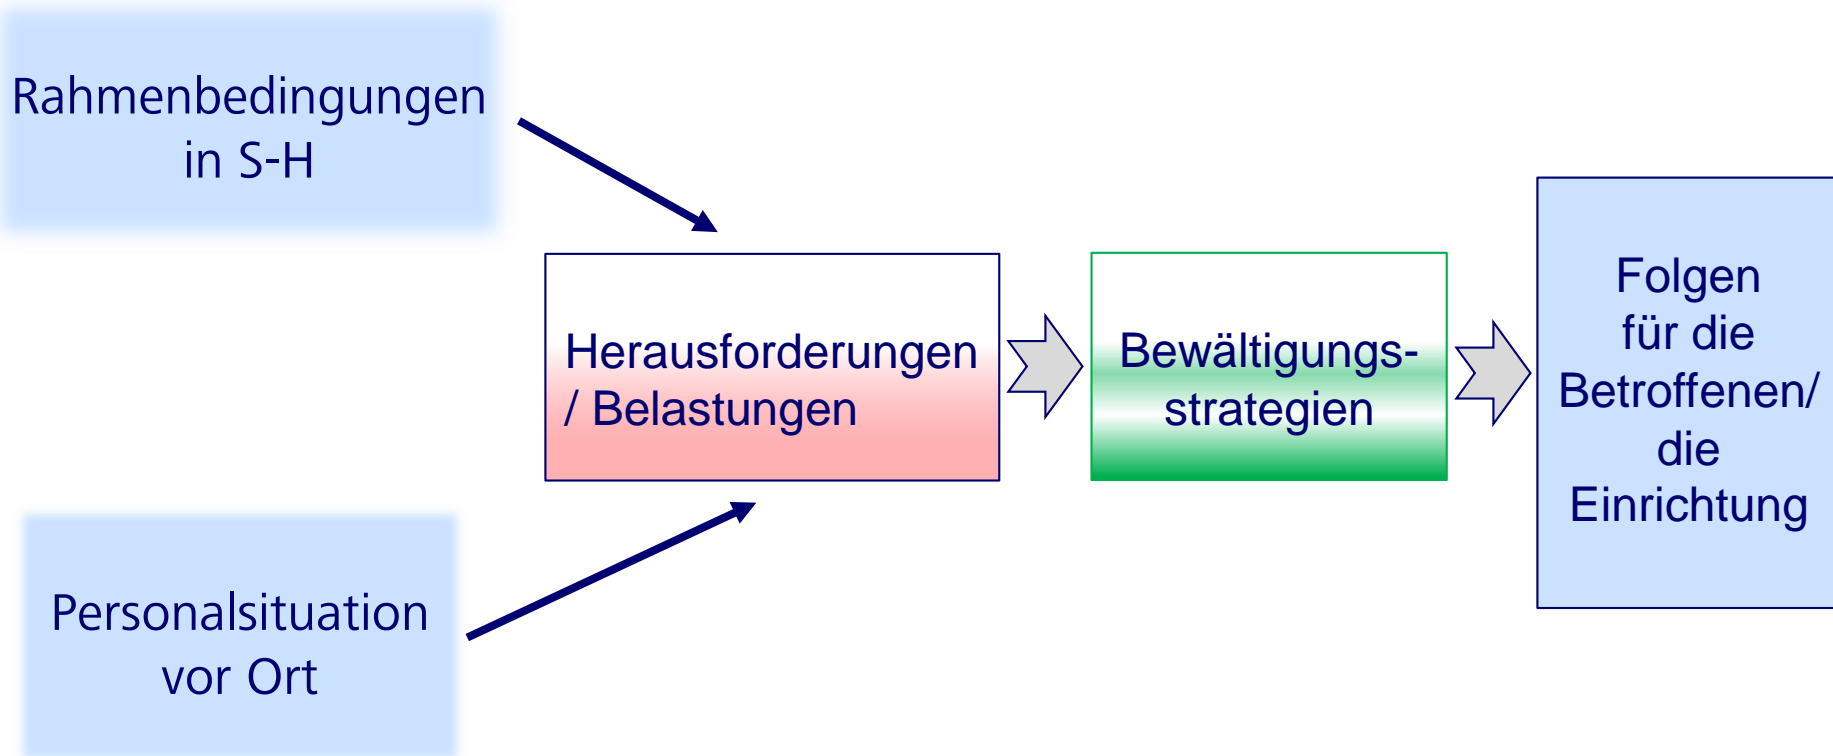 Rahmenbedingungen
in S-H
Herausforderungen
/ Belastungen
Bewältigungs-
strategien
Folgen
für die
Betroffenen/
die
Einrichtung
Personalsituation
vor Ort